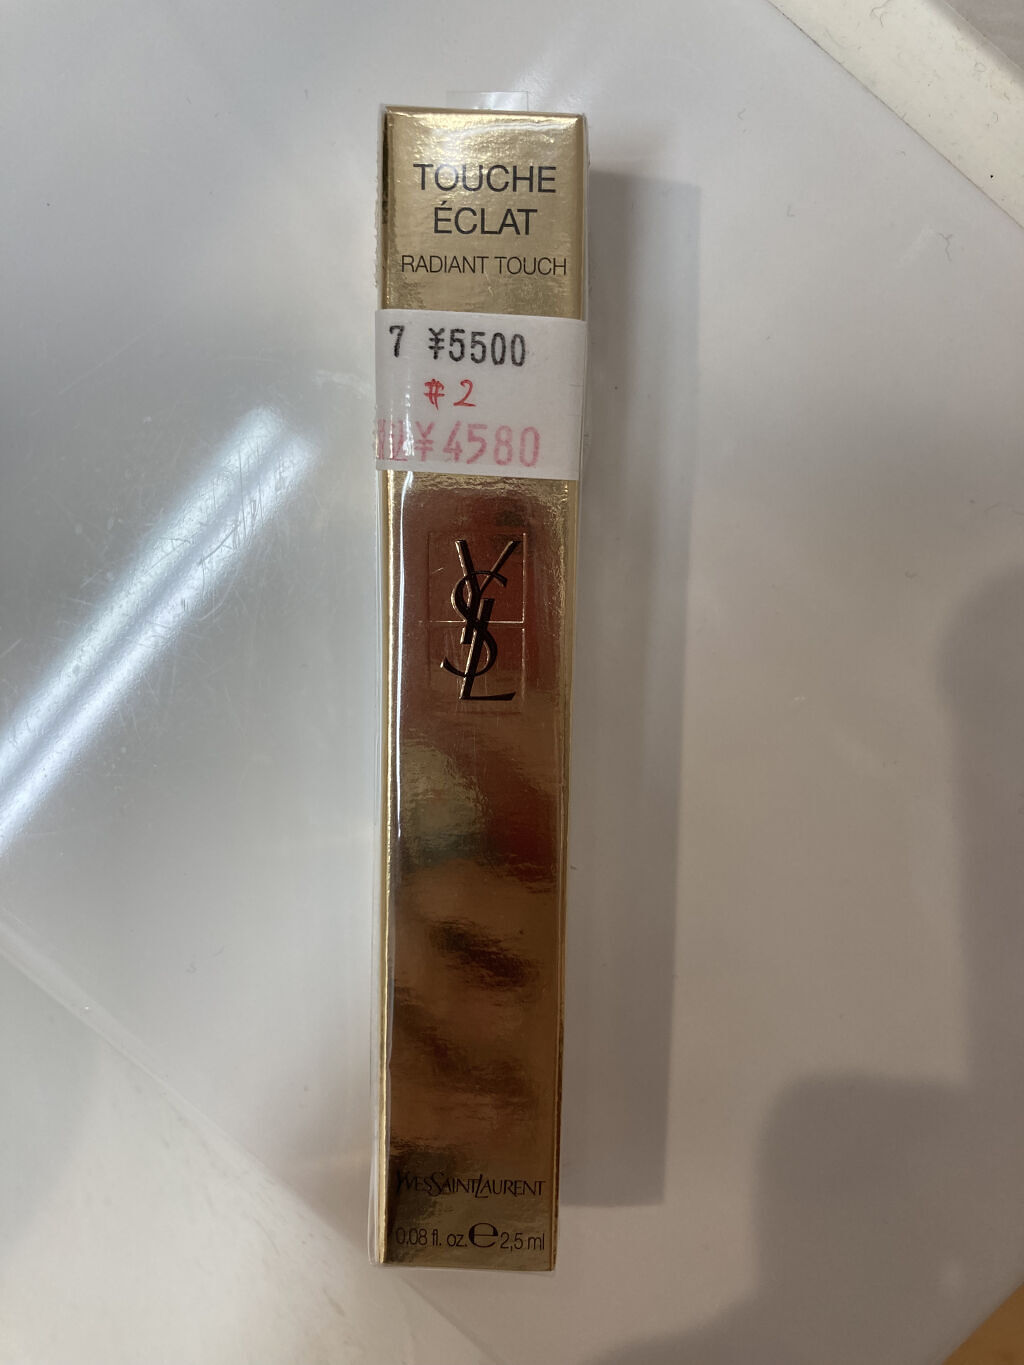 TOUCHE
ÉCLAT
RADIANT TOUCH
7 ¥5500
#2
¥4580
YSL
YVESSAINTLAURENT
0.08 fl. oz. e 2,5 ml